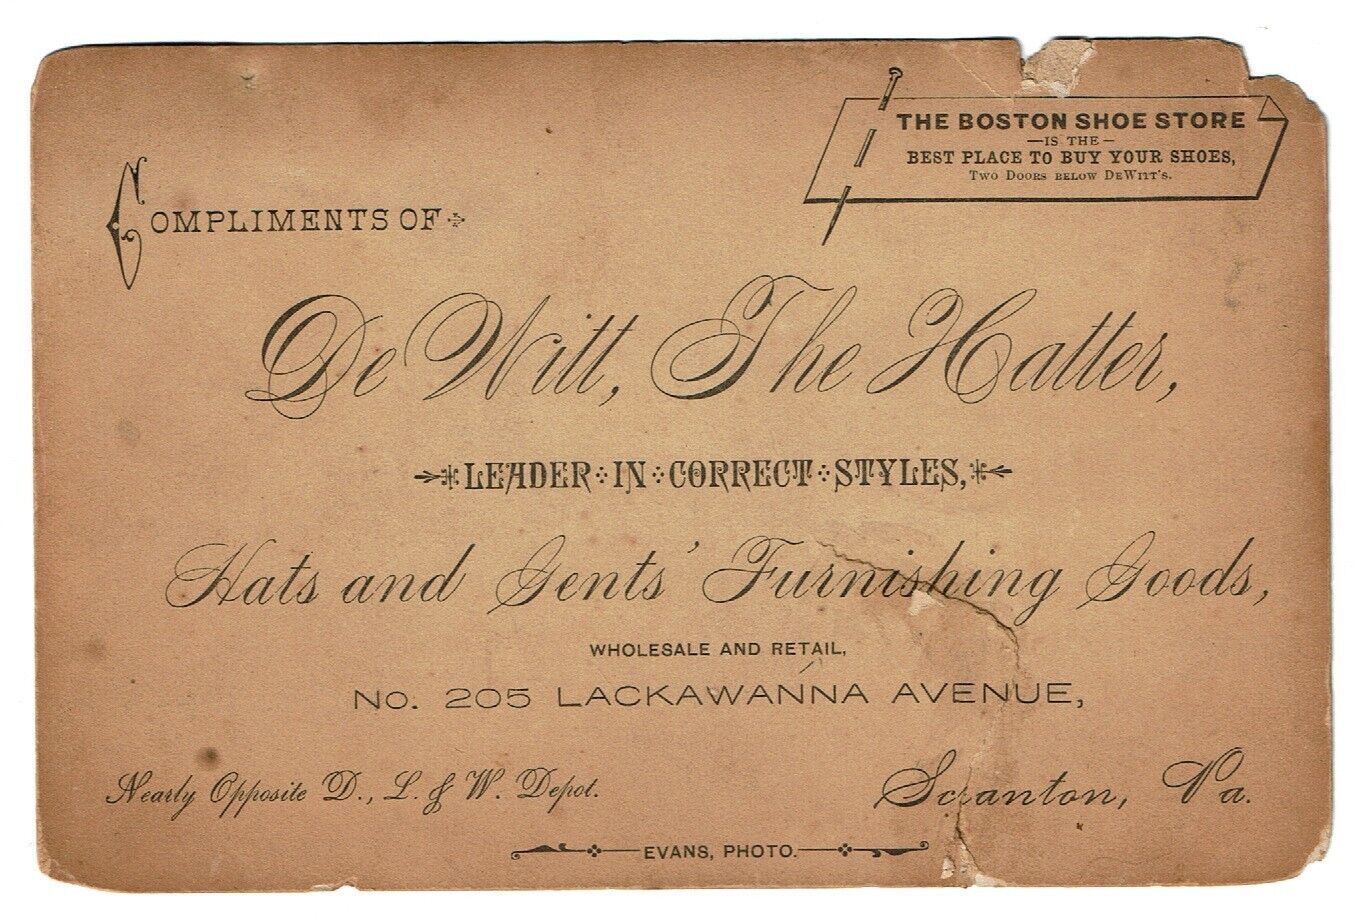 THE BOSTON SHOE STORE
—IS THE—
BEST PLACE TO BUY YOUR SHOES,
TWO DOORS BELOW DEWITT'S.
COMPLIMENTS OF
De Witt, The Hatter,
LEADER IN CORRECT STYLES,
Hats and Gents' Furnishing Goods,
WHOLESALE AND RETAIL,
No. 205 LACKAWANNA AVENUE,
Nearly Opposite D., L. & W. Depot.
Scranton, Pa.
EVANS, PHOTO.